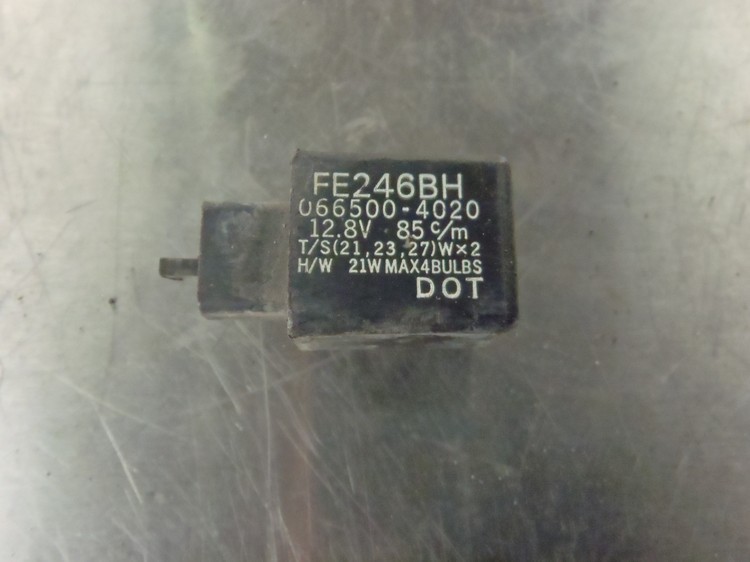 FE246BH
066500-4020
12.8V 85c/m
T/S(21,23,27)W×2
H/W 21W MAX4BULBS
DOT